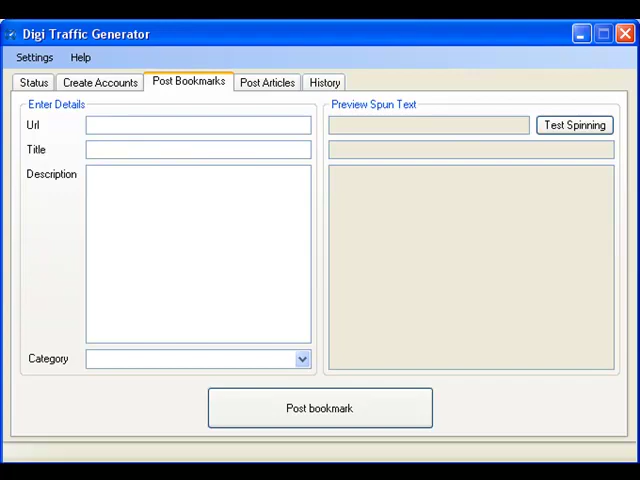 Digi Traffic Generator
Settings Help
Status Create Accounts Post Bookmarks Post Articles History
Enter Details Preview Spun Text
Url Test Spinning
Title
Description
Category
Post bookmark